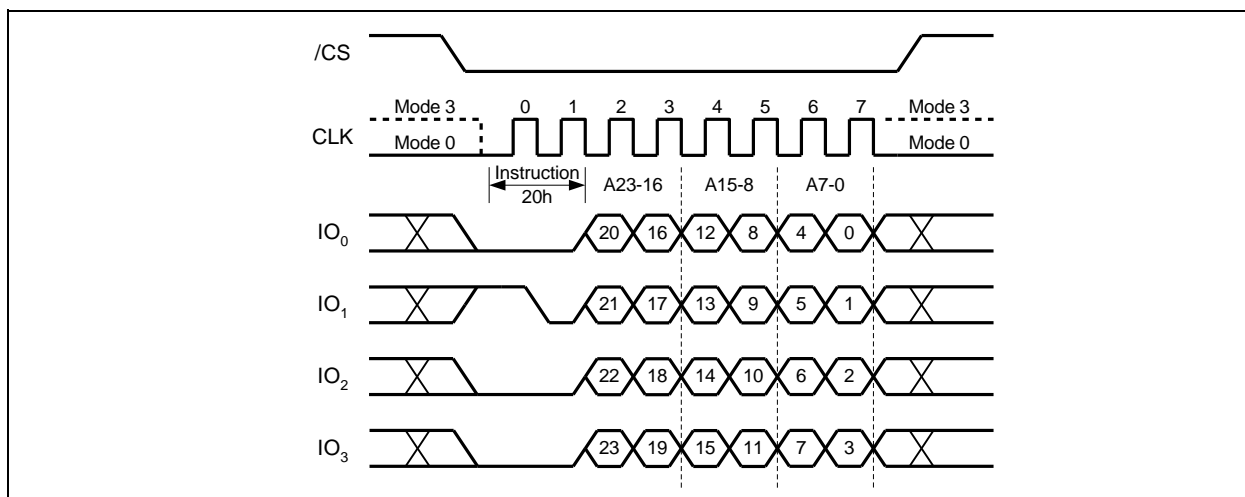 /CS
Mode 3 0 1 2 3 4 5 6 7 Mode 3
CLK Mode 0 Mode 0
Instruction
20h A23-16 A15-8 A7-0
IO0 20 16 12 8 4 0
IO1 21 17 13 9 5 1
IO2 22 18 14 10 6 2
IO3 23 19 15 11 7 3